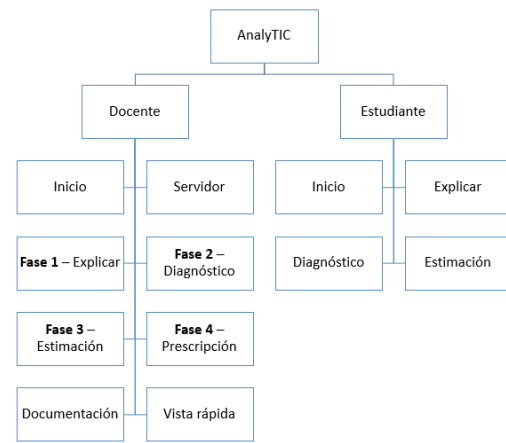 AnalyTIC
Docente
Estudiante
Inicio
Servidor
Inicio
Explicar
Fase 1 – Explicar
Fase 2 –
Diagnóstico
Diagnóstico
Estimación
Fase 3 –
Estimación
Fase 4 –
Prescripción
Documentación
Vista rápida